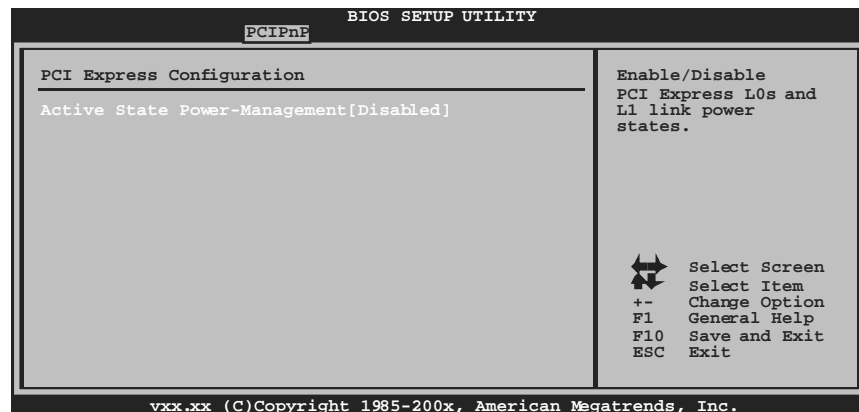 BIOS SETUP UTILITY
PCIPnP
PCI Express Configuration
Active State Power-Management[Disabled]
Enable/Disable
PCI Express L0s and
L1 link power
states.
Select Screen
Select Item
+- Change Option
F1 General Help
F10 Save and Exit
ESC Exit
vxx.xx (C)Copyright 1985-200x, American Megatrends, Inc.